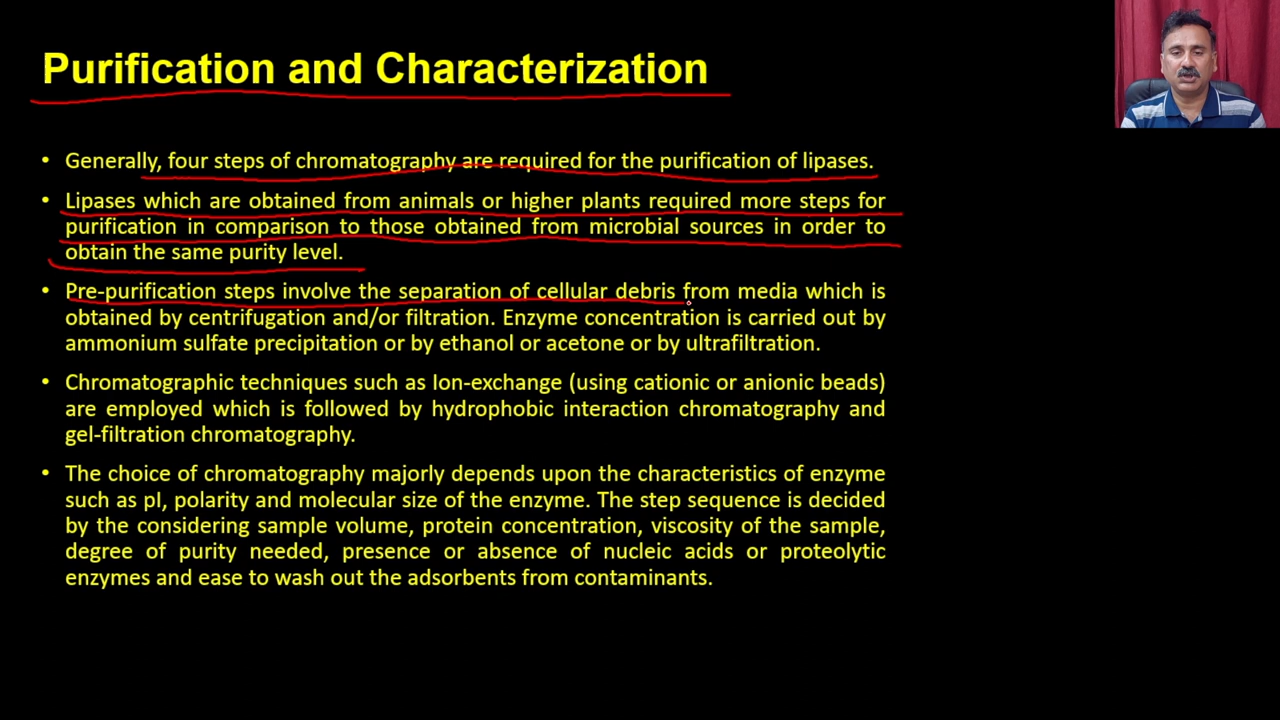 Purification and Characterization
• Generally, four steps of chromatography are required for the purification of lipases.
• Lipases which are obtained from animals or higher plants required more steps for
purification in comparison to those obtained from microbial sources in order to
obtain the same purity level.
• Pre-purification steps involve the separation of cellular debris from media which is
obtained by centrifugation and/or filtration. Enzyme concentration is carried out by
ammonium sulfate precipitation or by ethanol or acetone or by ultrafiltration.
• Chromatographic techniques such as Ion-exchange (using cationic or anionic beads)
are employed which is followed by hydrophobic interaction chromatography and
gel-filtration chromatography.
• The choice of chromatography majorly depends upon the characteristics of enzyme
such as pI, polarity and molecular size of the enzyme. The step sequence is decided
by the considering sample volume, protein concentration, viscosity of the sample,
degree of purity needed, presence or absence of nucleic acids or proteolytic
enzymes and ease to wash out the adsorbents from contaminants.